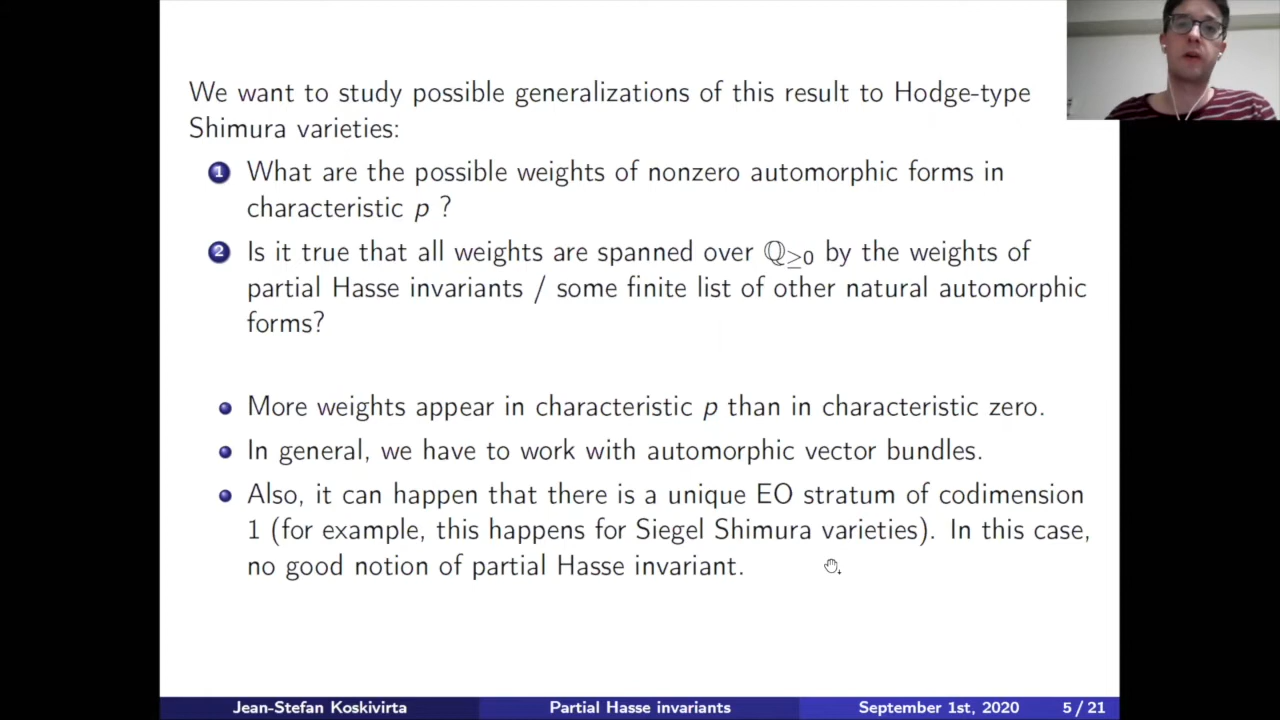 We want to study possible generalizations of this result to Hodge-type
Shimura varieties:
1 What are the possible weights of nonzero automorphic forms in
characteristic p ?
2 Is it true that all weights are spanned over ℚ≥0 by the weights of
partial Hasse invariants / some finite list of other natural automorphic
forms?
More weights appear in characteristic p than in characteristic zero.
In general, we have to work with automorphic vector bundles.
Also, it can happen that there is a unique EO stratum of codimension
1 (for example, this happens for Siegel Shimura varieties). In this case,
no good notion of partial Hasse invariant.
Jean-Stefan Koskivirta Partial Hasse invariants September 1st, 2020 5 / 21